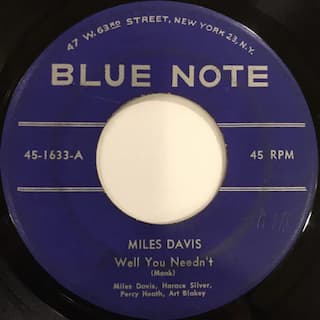 47 W. 63RD STREET, NEW YORK 23, N.Y.
BLUE NOTE
45-1633-A 45 RPM
MILES DAVIS
Well You Needn't
(Monk)
Miles Davis, Horace Silver,
Percy Heath, Art Blakey